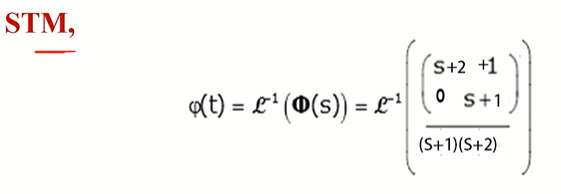 STM,
φ(t) = ℒ⁻¹ (Φ(s)) = ℒ⁻¹ ( ( S+2 +1
0 S+1 )
(S+1)(S+2) )